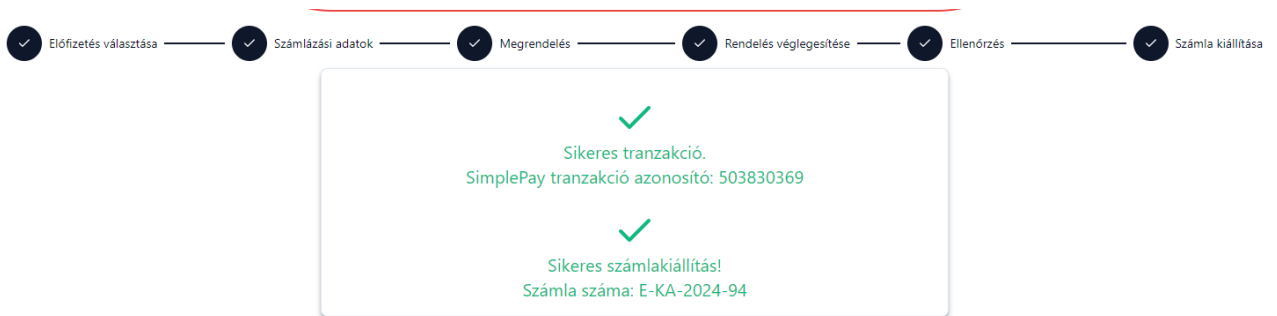 Előfizetés választása
Számlázási adatok
Megrendelés
Rendelés véglegesítése
Ellenőrzés
Számla kiállítása
Sikeres tranzakció.
SimplePay tranzakció azonosító: 503830369
Sikeres számlakiállítás!
Számla száma: E-KA-2024-94